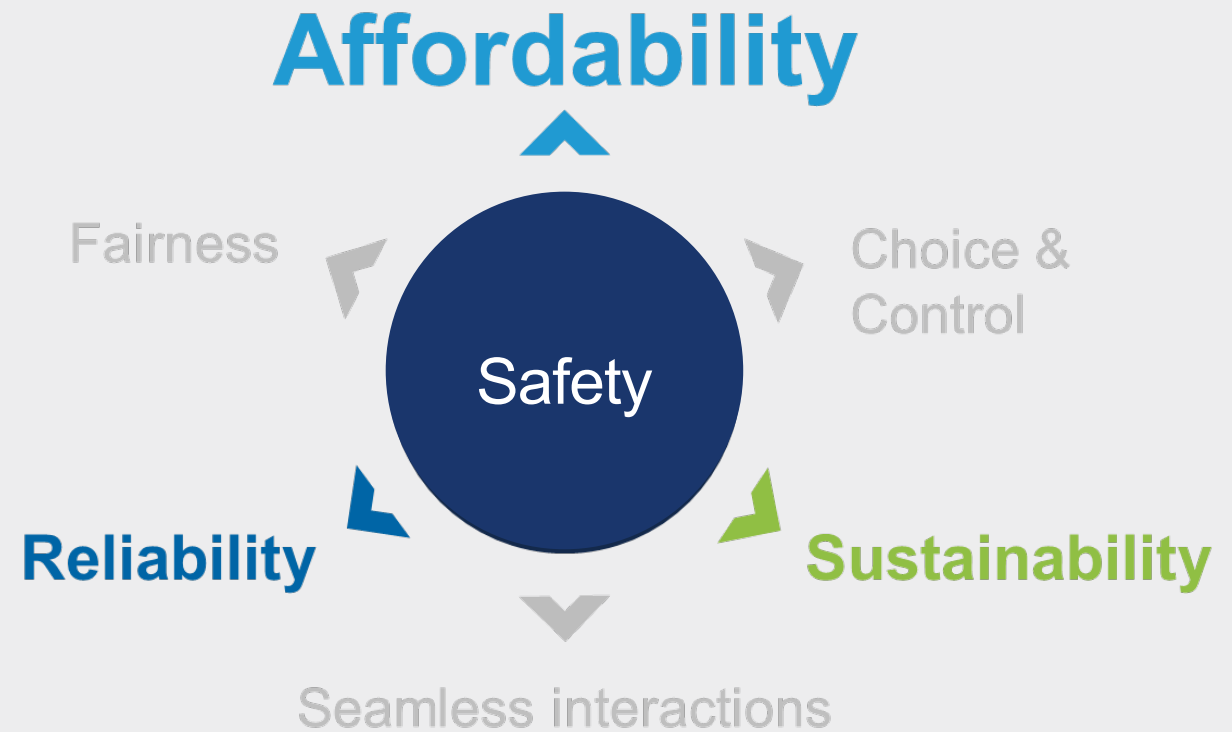 Affordability
Fairness
Choice &
Control
Safety
Reliability
Sustainability
Seamless interactions